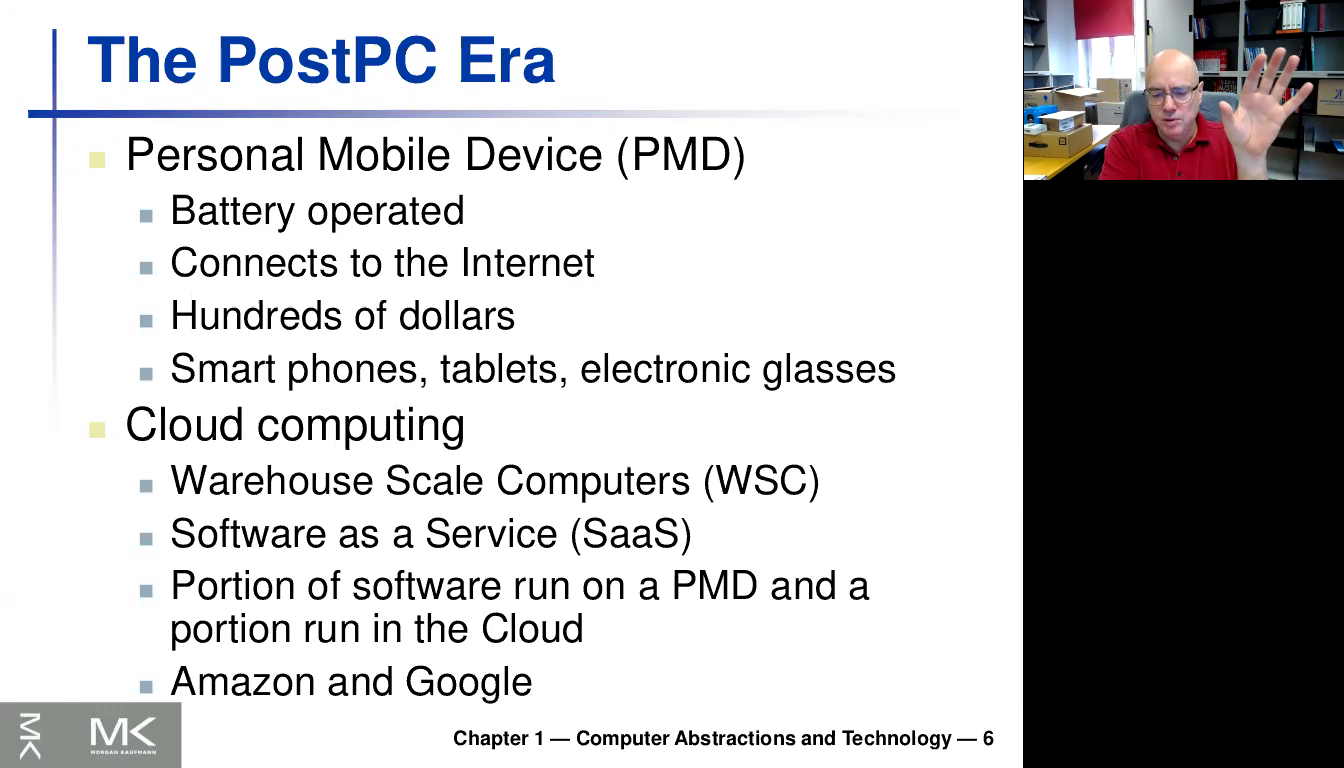 The PostPC Era
Personal Mobile Device (PMD)
Battery operated
Connects to the Internet
Hundreds of dollars
Smart phones, tablets, electronic glasses
Cloud computing
Warehouse Scale Computers (WSC)
Software as a Service (SaaS)
Portion of software run on a PMD and a
portion run in the Cloud
Amazon and Google
MK
MK
MORGAN KAUFMANN
Chapter 1 — Computer Abstractions and Technology — 6